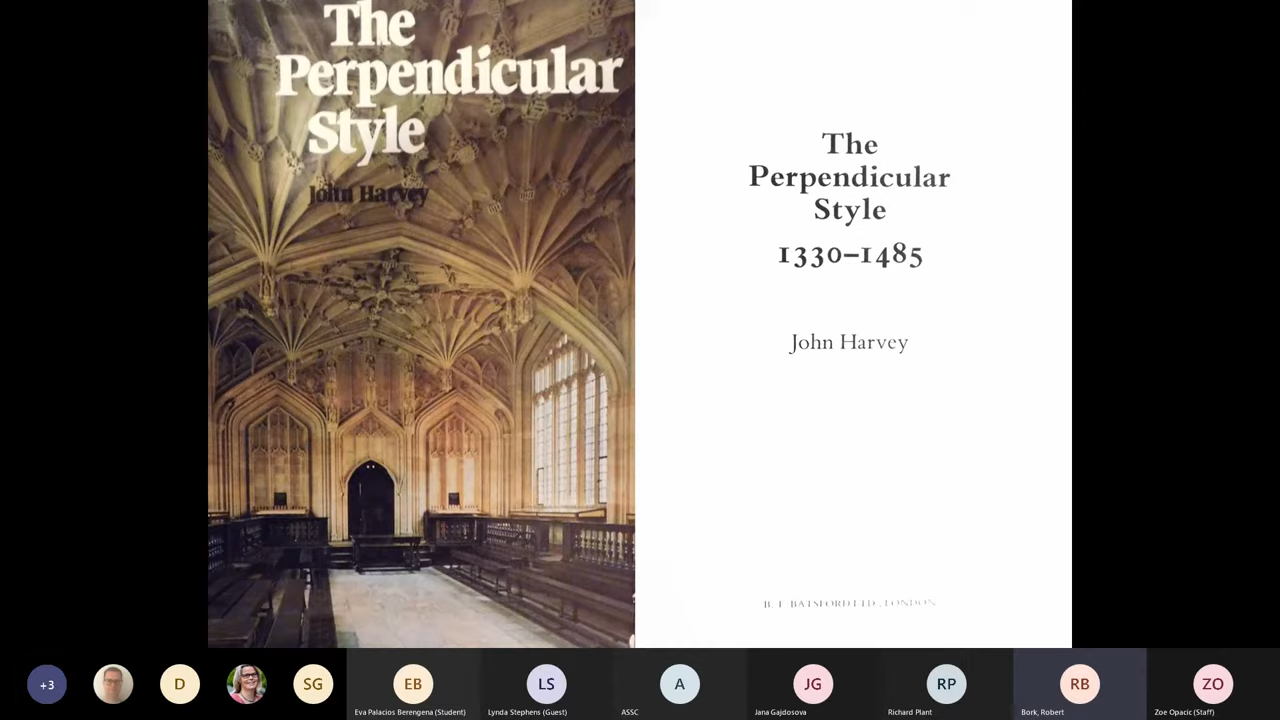 The
Perpendicular
Style
John Harvey
The
Perpendicular
Style
1330–1485
John Harvey
B. T. BATSFORD LTD, LONDON
+3
D
SG
EB
Eva Palacios Berengena (Student)
LS
Lynda Stephens (Guest)
A
ASSC
JG
Jana Gajdosova
RP
Richard Plant
RB
Bork, Robert
ZO
Zoe Opacic (Staff)